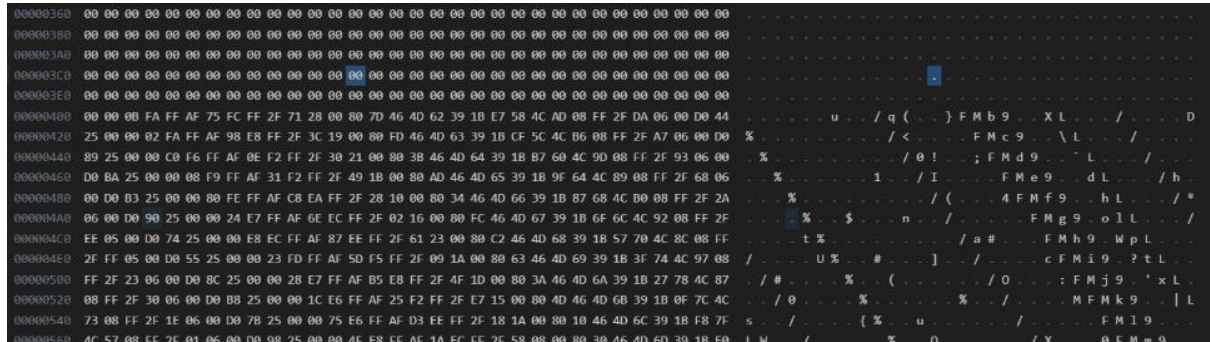 00000360 00 00 00 00 00 00 00 00 00 00 00 00 00 00 00 00 00 00 00 00 00 00 00 00 00 00 00 00 00 00 00 00 . . . . . . . . . . . . . . . . . . . . . . . . . . . . . . . .
00000380 00 00 00 00 00 00 00 00 00 00 00 00 00 00 00 00 00 00 00 00 00 00 00 00 00 00 00 00 00 00 00 00 . . . . . . . . . . . . . . . . . . . . . . . . . . . . . . . .
000003A0 00 00 00 00 00 00 00 00 00 00 00 00 00 00 00 00 00 00 00 00 00 00 00 00 00 00 00 00 00 00 00 00 . . . . . . . . . . . . . . . . . . . . . . . . . . . . . . . .
000003C0 00 00 00 00 00 00 00 00 00 00 00 00 00 00 00 00 00 00 00 00 00 00 00 00 00 00 00 00 00 00 00 00 . . . . . . . . . . . . . . . . . . . . . . . . . . . . . . . .
000003E0 00 00 00 00 00 00 00 00 00 00 00 00 00 00 00 00 00 00 00 00 00 00 00 00 00 00 00 00 00 00 00 00 . . . . . . . . . . . . . . . . . . . . . . . . . . . . . . . .
00000400 00 00 0B FA FF AF 75 FC FF 2F 71 28 00 80 7D 46 4D 62 39 1B E7 58 4C AD 08 FF 2F DA 06 00 D0 44 . . . . . . u . . / q ( . . } F M b 9 . . X L . . . / . . . . D
00000420 25 00 00 02 FA FF AF 98 E8 FF 2F 3C 19 00 80 FD 46 4D 63 39 1B CF 5C 4C B6 08 FF 2F A7 06 00 D0 % . . . . . . . . . / < . . . . F M c 9 . . \ L . . . / . . . .
00000440 89 25 00 00 C0 F6 FF AF 0E F2 FF 2F 30 21 00 80 3B 46 4D 64 39 1B B7 60 4C 9D 08 FF 2F 93 06 00 . % . . . . . . . . . / 0 ! . . ; F M d 9 . . ` L . . . / . . .
00000460 D0 BA 25 00 00 08 F9 FF AF 31 F2 FF 2F 49 1B 00 80 AD 46 4D 65 39 1B 9F 64 4C 89 08 FF 2F 68 06 . . % . . . . . . 1 . . / I . . . . F M e 9 . . d L . . . / h .
00000480 00 D0 B3 25 00 00 80 FE FF AF C8 EA FF 2F 28 10 00 80 34 46 4D 66 39 1B 87 68 4C B0 08 FF 2F 2A . . . % . . . . . . . . . / ( . . . 4 F M f 9 . . h L . . . / *
000004A0 06 00 D0 90 25 00 00 24 E7 FF AF 6E EC FF 2F 02 16 00 80 FC 46 4D 67 39 1B 6F 6C 4C 92 08 FF 2F . . . . % . . $ . . . n . . / . . . . . F M g 9 . o l L . . . /
000004C0 EE 05 00 D0 74 25 00 00 E8 EC FF AF 87 EE FF 2F 61 23 00 80 C2 46 4D 68 39 1B 57 70 4C 8C 08 FF . . . . t % . . . . . . . . . / a # . . . F M h 9 . W p L . . .
000004E0 2F FF 05 00 D0 55 25 00 00 23 FD FF AF 5D F5 FF 2F 09 1A 00 80 63 46 4D 69 39 1B 3F 74 4C 97 08 / . . . . U % . . # . . . ] . . / . . . . c F M i 9 . ? t L . .
00000500 FF 2F 23 06 00 D0 8C 25 00 00 28 E7 FF AF B5 E8 FF 2F 4F 1D 00 80 3A 46 4D 6A 39 1B 27 78 4C 87 . / # . . . . % . . ( . . . . . . / O . . . : F M j 9 . ' x L .
00000520 08 FF 2F 30 06 00 D0 B8 25 00 00 1C E6 FF AF 25 FF FF 2F E7 15 00 80 4D 46 4D 6B 39 1B 0F 7C 4C . . / 0 . . . . % . . . . . . % . . / . . . . M F M k 9 . . | L
00000540 73 08 FF 2F 1E 06 00 D0 7B 25 00 00 75 E6 FF AF D3 EE FF 2F 18 1A 00 80 10 46 4D 6C 39 1B F8 7F s . . / . . . . { % . . u . . . . . . / . . . . . F M l 9 . . .